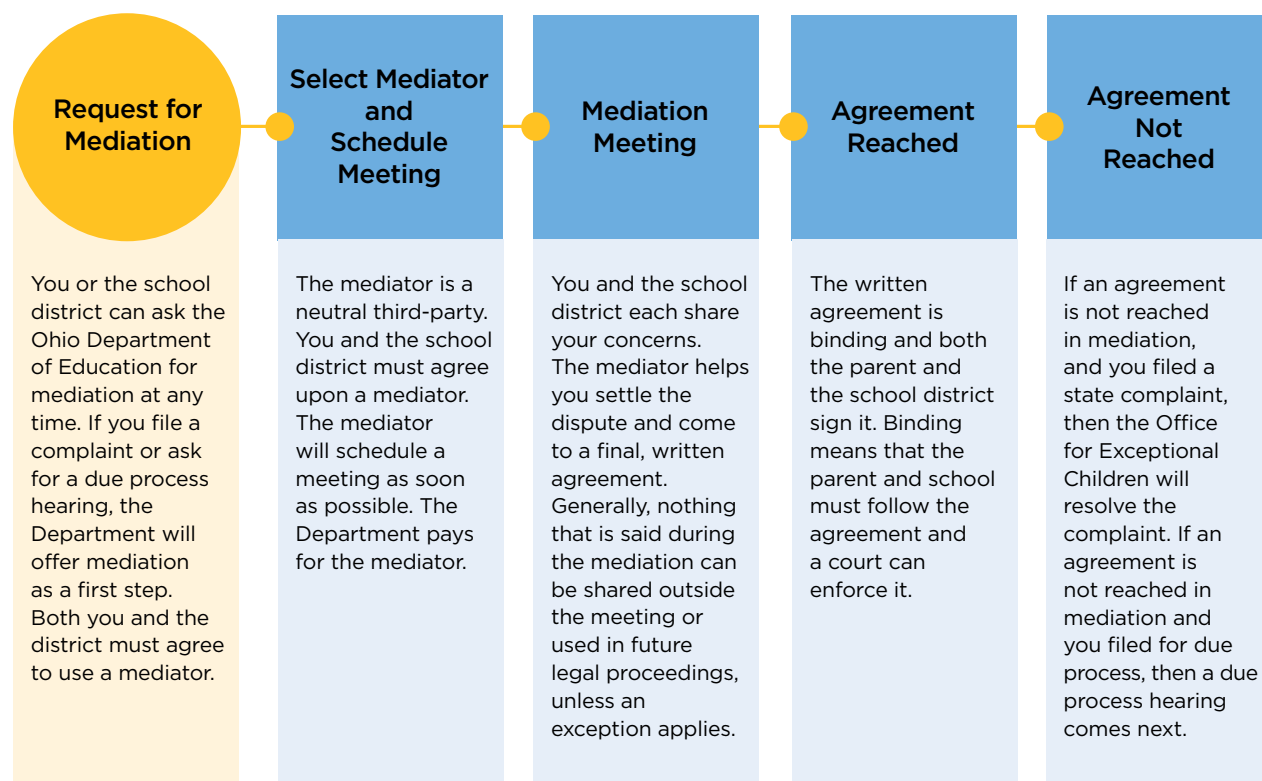 Request for
Mediation
You or the school
district can ask the
Ohio Department
of Education for
mediation at any
time. If you file a
complaint or ask
for a due process
hearing, the
Department will
offer mediation
as a first step.
Both you and the
district must agree
to use a mediator.
Select Mediator
and
Schedule
Meeting
The mediator is a
neutral third-party.
You and the school
district must agree
upon a mediator.
The mediator
will schedule a
meeting as soon
as possible. The
Department pays
for the mediator.
Mediation
Meeting
You and the school
district each share
your concerns.
The mediator helps
you settle the
dispute and come
to a final, written
agreement.
Generally, nothing
that is said during
the mediation can
be shared outside
the meeting or
used in future
legal proceedings,
unless an
exception applies.
Agreement
Reached
The written
agreement is
binding and both
the parent and
the school district
sign it. Binding
means that the
parent and school
must follow the
agreement and
a court can
enforce it.
Agreement
Not
Reached
If an agreement
is not reached
in mediation,
and you filed a
state complaint,
then the Office
for Exceptional
Children will
resolve the
complaint. If an
agreement is
not reached in
mediation and
you filed for due
process, then a due
process hearing
comes next.